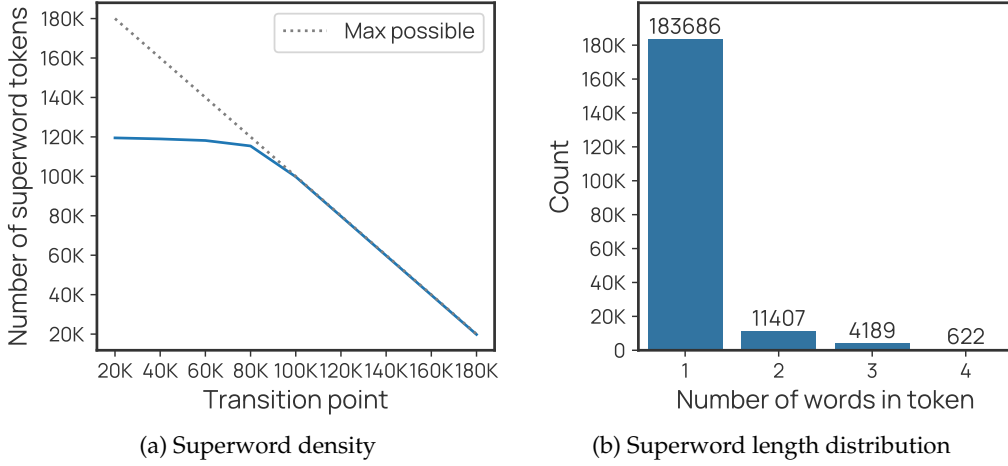 Number of superword tokens
180K
160K
140K
120K
100K
80K
60K
40K
20K
Max possible
20K 40K 60K 80K 100K 120K 140K 160K 180K
Transition point
(a) Superword density
Count
180K
160K
140K
120K
100K
80K
60K
40K
20K
0
183686
11407
4189
622
1 2 3 4
Number of words in token
(b) Superword length distribution